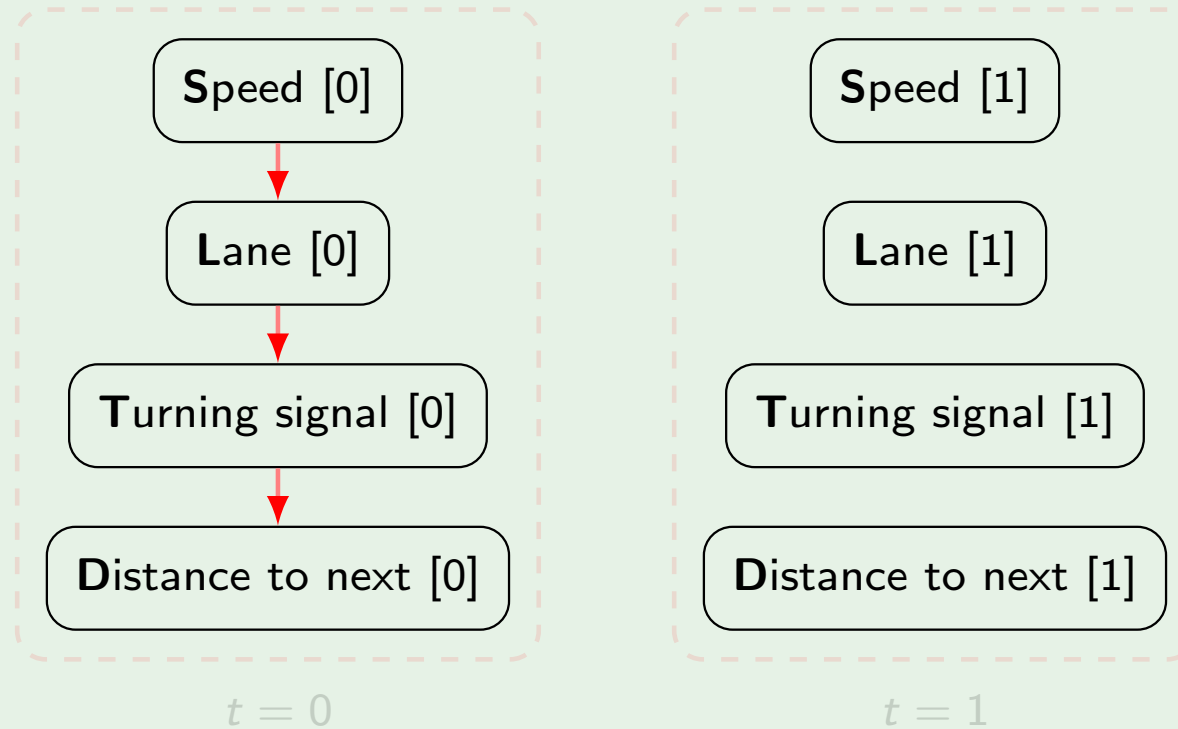 Speed [0]
Speed [1]
Lane [0]
Lane [1]
Turning signal [0]
Turning signal [1]
Distance to next [0]
Distance to next [1]
t = 0
t = 1